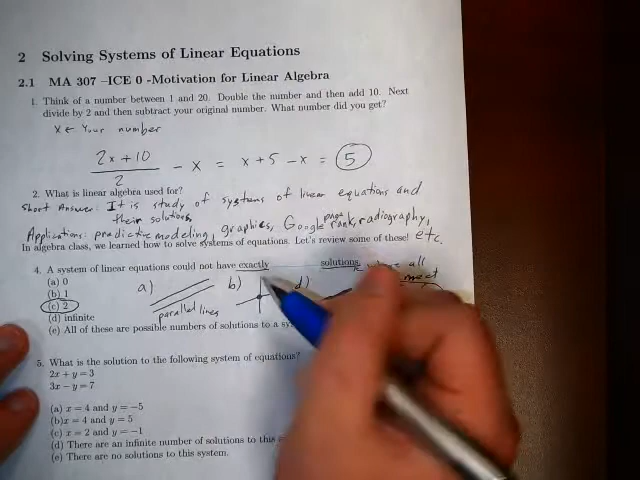 2 Solving Systems of Linear Equations
2.1 MA 307 –ICE 0 -Motivation for Linear Algebra
1. Think of a number between 1 and 20. Double the number and then add 10. Next
divide by 2 and then subtract your original number. What number did you get?
x ← Your number
(2x+10)/2 - x = x+5-x = 5
2. What is linear algebra used for?
Short Answer: It is study of systems of linear equations and
their solutions
Applications: predictive modeling, graphics, Google page rank, radiography,
etc.
In algebra class, we learned how to solve systems of equations. Let's review some of these!
4. A system of linear equations could not have exactly solutions.
(a) 0
(b) 1
(c) 2
(d) infinite
(e) All of these are possible numbers of solutions to a
a) b) d) all
meet
parallel lines
5. What is the solution to the following system of equations?
2x + y = 3
3x − y = 7
(a) x = 4 and y = −5
(b) x = 4 and y = 5
(c) x = 2 and y = −1
(d) There are an infinite number of solutions to this
(e) There are no solutions to this system.